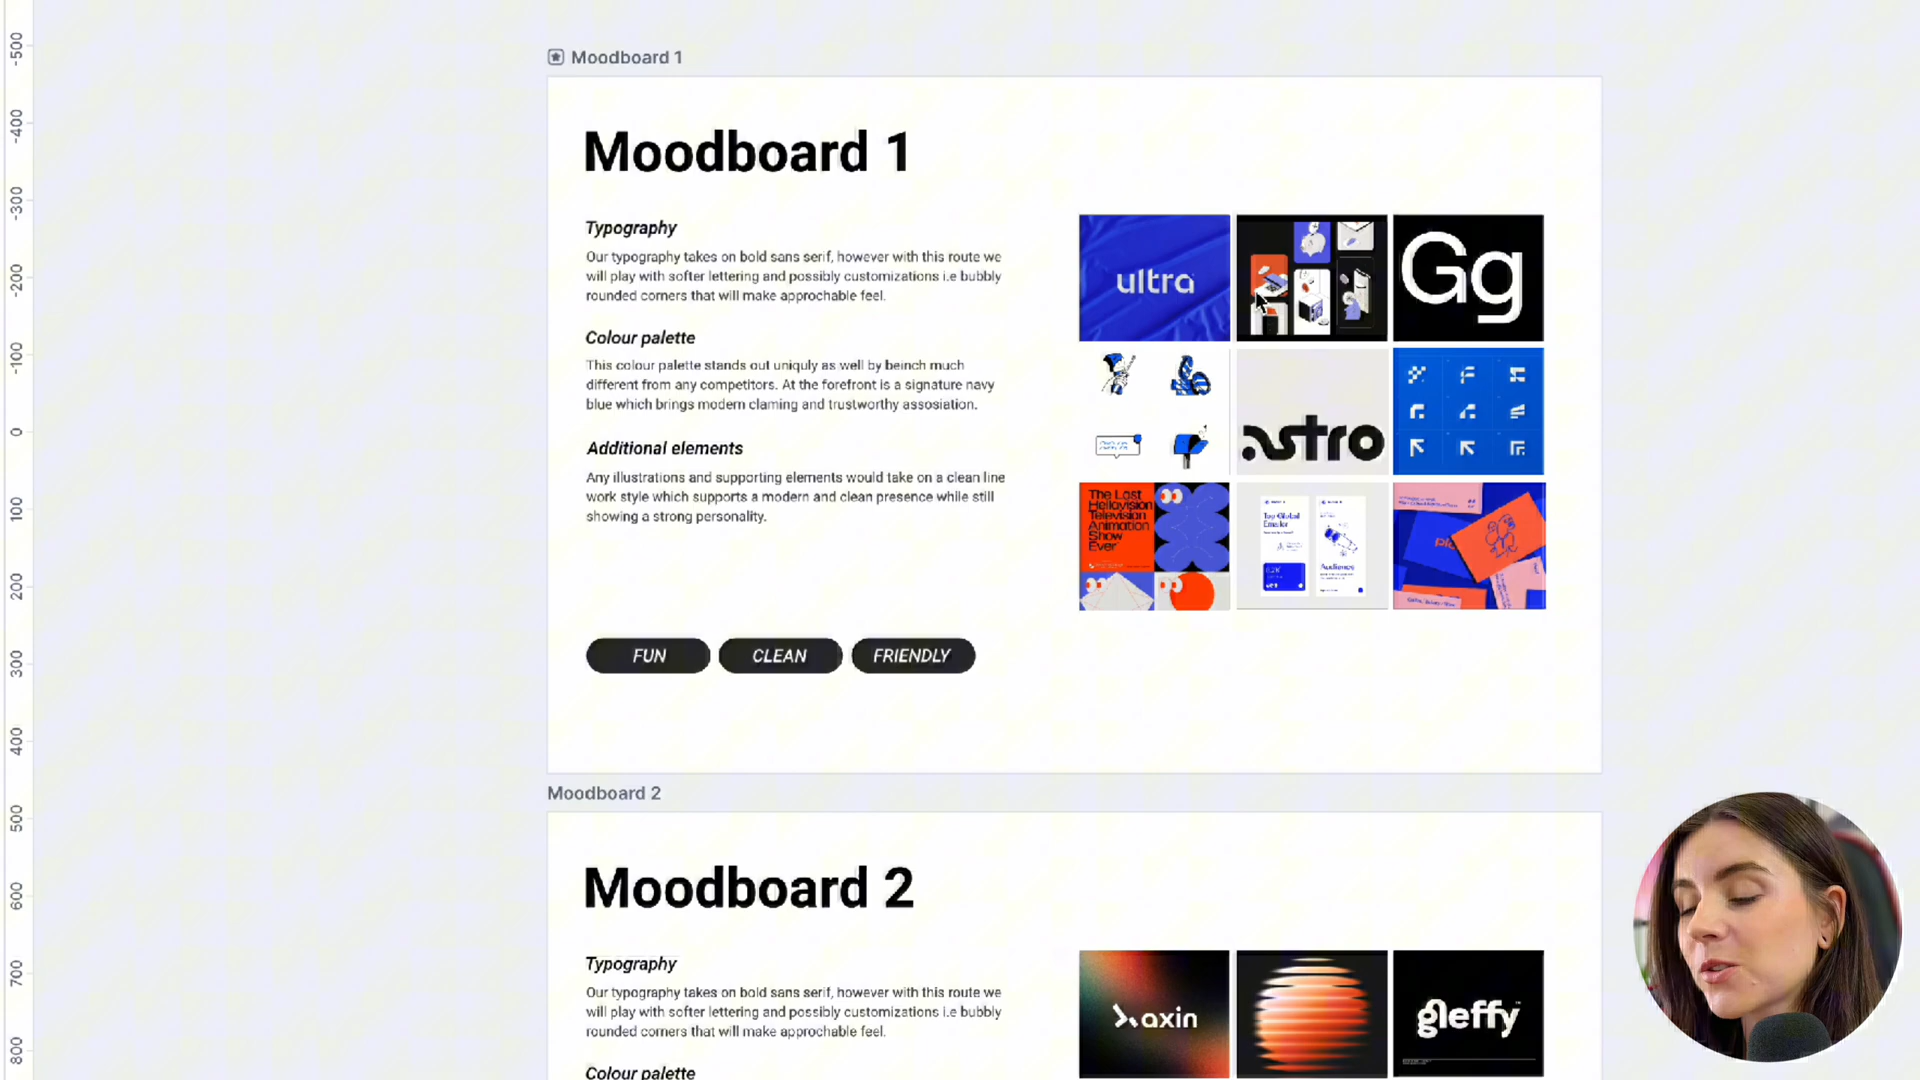 Moodboard 1
Moodboard 1
Typography
Our typography takes on bold sans serif, however with this route we
will play with softer lettering and possibly customizations i.e bubbly
rounded corners that will make approchable feel.
Colour palette
This colour palette stands out uniquly as well by beinch much
different from any competitors. At the forefront is a signature navy
blue which brings modern claming and trustworthy assosiation.
Additional elements
Any illustrations and supporting elements would take on a clean line
work style which supports a modern and clean presence while still
showing a strong personality.
FUN
CLEAN
FRIENDLY
ultra
Gg
astro
The Last
Hellavision
Television
Animation
Show
Ever
Top Global
Emailer
Audience
Moodboard 2
Moodboard 2
Typography
Our typography takes on bold sans serif, however with this route we
will play with softer lettering and possibly customizations i.e bubbly
rounded corners that will make approchable feel.
Colour palette
axin
gleffy
-500
-400
-300
-200
-100
0
100
200
300
400
500
600
700
800